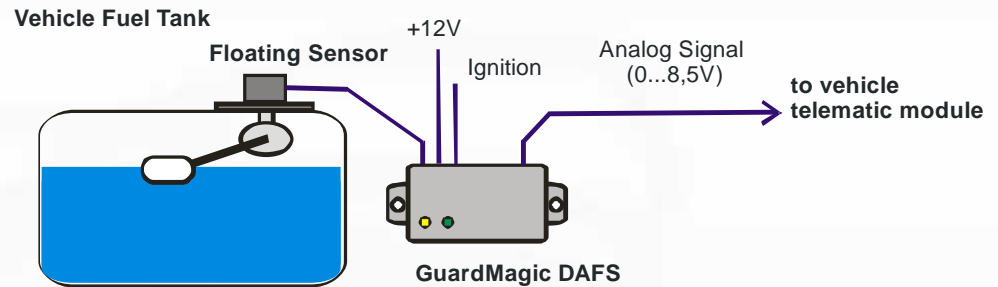 Vehicle Fuel Tank
Floating Sensor
+12V
Ignition
Analog Signal
(0...8,5V)
to vehicle
telematic module
GuardMagic DAFS